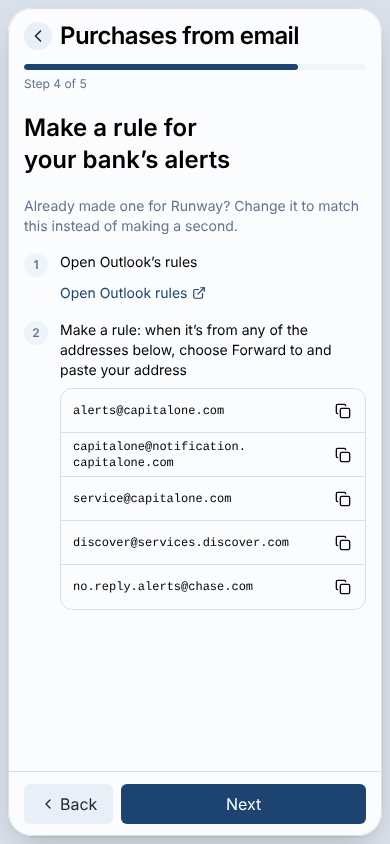 Purchases from email
Step 4 of 5
Make a rule for
your bank’s alerts
Already made one for Runway? Change it to match
this instead of making a second.
1
Open Outlook’s rules
Open Outlook rules
2
Make a rule: when it’s from any of the
addresses below, choose Forward to and
paste your address
alerts@capitalone.com
capitalone@notification.
capitalone.com
service@capitalone.com
discover@services.discover.com
no.reply.alerts@chase.com
Back
Next